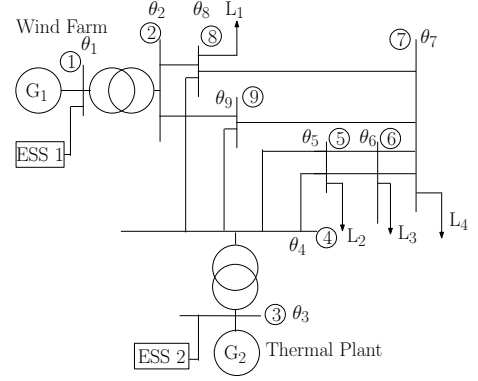 θ₂ θ₈ L₁
Wind Farm
θ₁ ② ⑧ ⑦ θ₇
①
G₁ θ₉ ⑨
θ₅ ⑤ θ₆ ⑥
ESS 1
L₄
θ₄ ④ L₂ L₃
③ θ₃
ESS 2 G₂ Thermal Plant